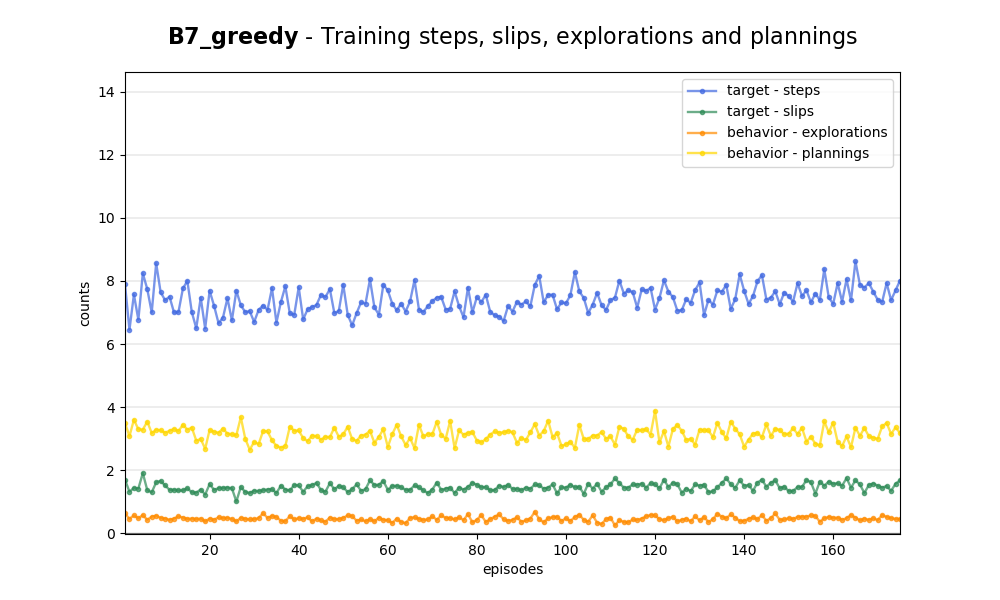 B7_greedy - Training steps, slips, explorations and plannings
14
12
10
8
6
4
2
0
counts
target - steps
target - slips
behavior - explorations
behavior - plannings
20 40 60 80 100 120 140 160
episodes